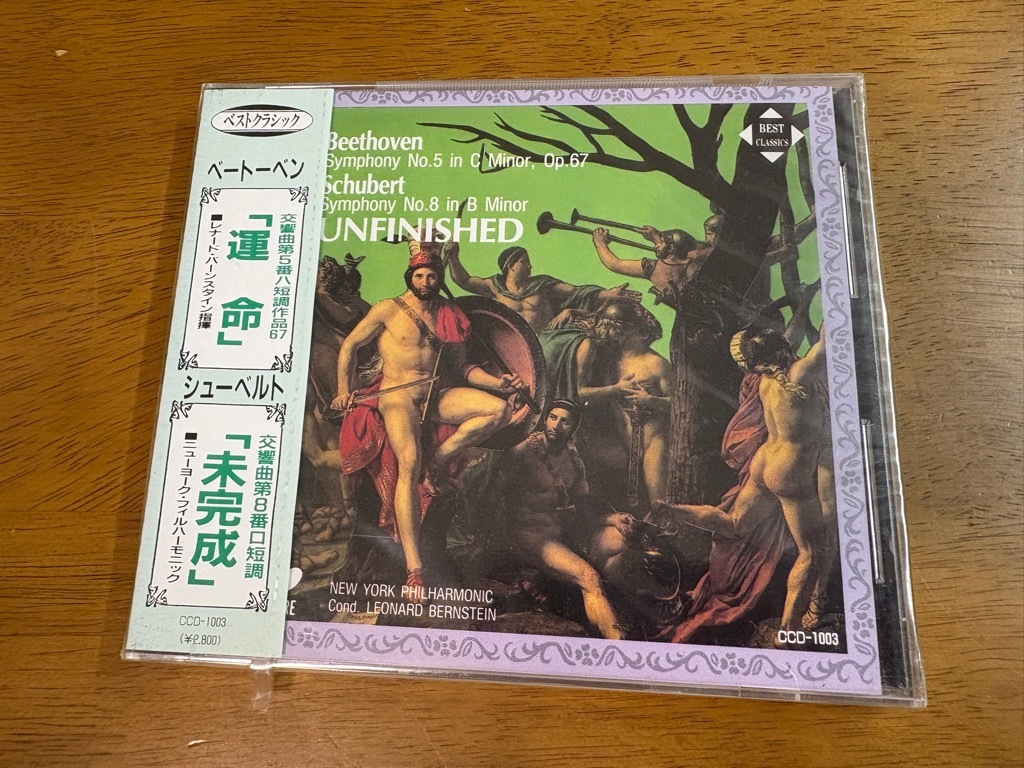 ベストクラシック
ベートーベン
交響曲第5番ハ短調作品67
「運 命」
■レナード・バーンスタイン指揮
シューベルト
交響曲第8番ロ短調
「未完成」
■ニューヨーク・フィルハーモニック
CCD-1003
(¥2,800)
Beethoven
Symphony No.5 in C Minor, Op.67
Schubert
Symphony No.8 in B Minor
UNFINISHED
BEST
CLASSICS
NEW YORK PHILHARMONIC
Cond. LEONARD BERNSTEIN
CCD-1003